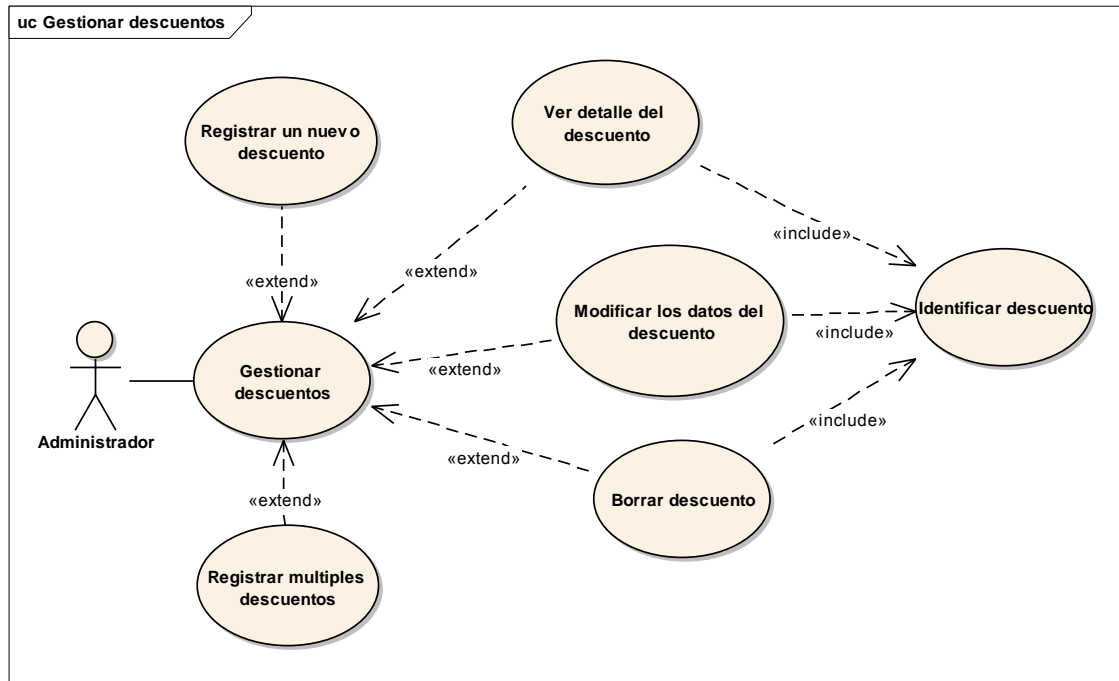 uc Gestionar descuentos
Registrar un nuevo
descuento
Ver detalle del
descuento
«include»
«extend»
«extend»
Modificar los datos del
descuento
Identificar descuento
«include»
Gestionar
descuentos
«extend»
Administrador
«include»
«extend»
Borrar descuento
«extend»
Registrar multiples
descuentos